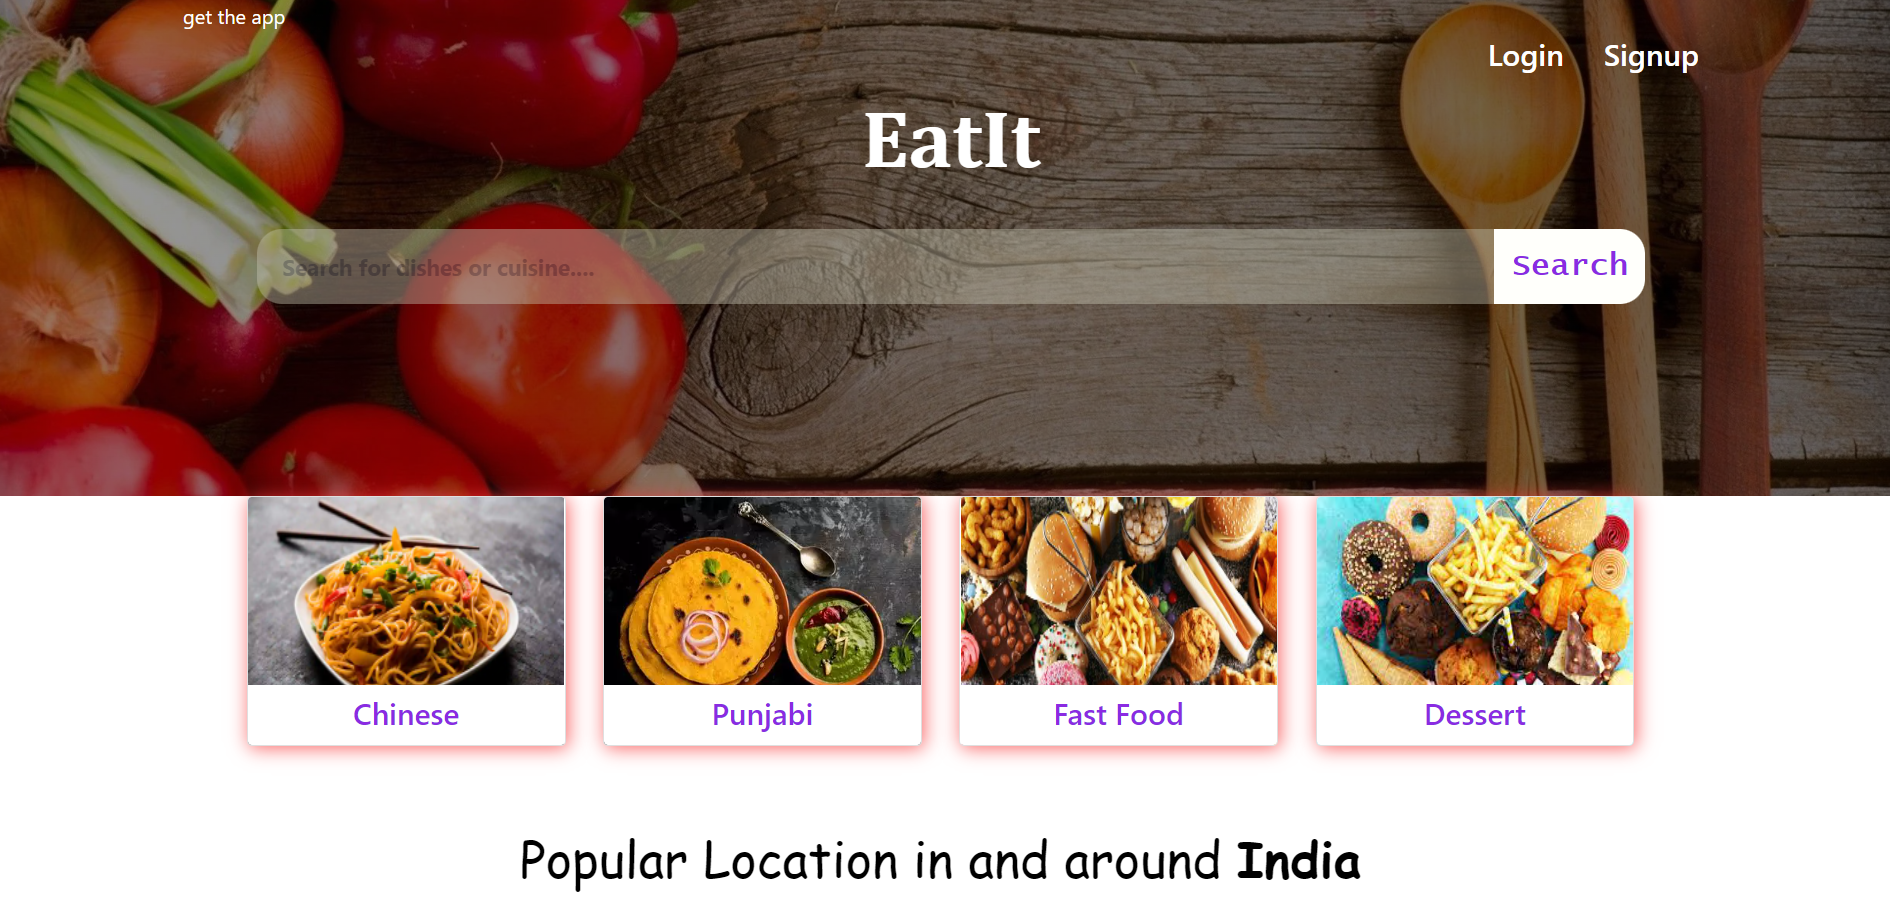 get the app
Login Signup
EatIt
Search for dishes or cuisine....
Search
Chinese
Punjabi
Fast Food
Dessert
Popular Location in and around India